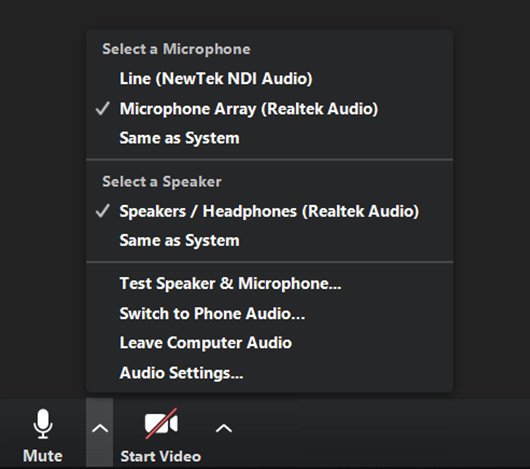 Select a Microphone
Line (NewTek NDI Audio)
Microphone Array (Realtek Audio)
Same as System
Select a Speaker
Speakers / Headphones (Realtek Audio)
Same as System
Test Speaker & Microphone...
Switch to Phone Audio...
Leave Computer Audio
Audio Settings...
Mute
Start Video